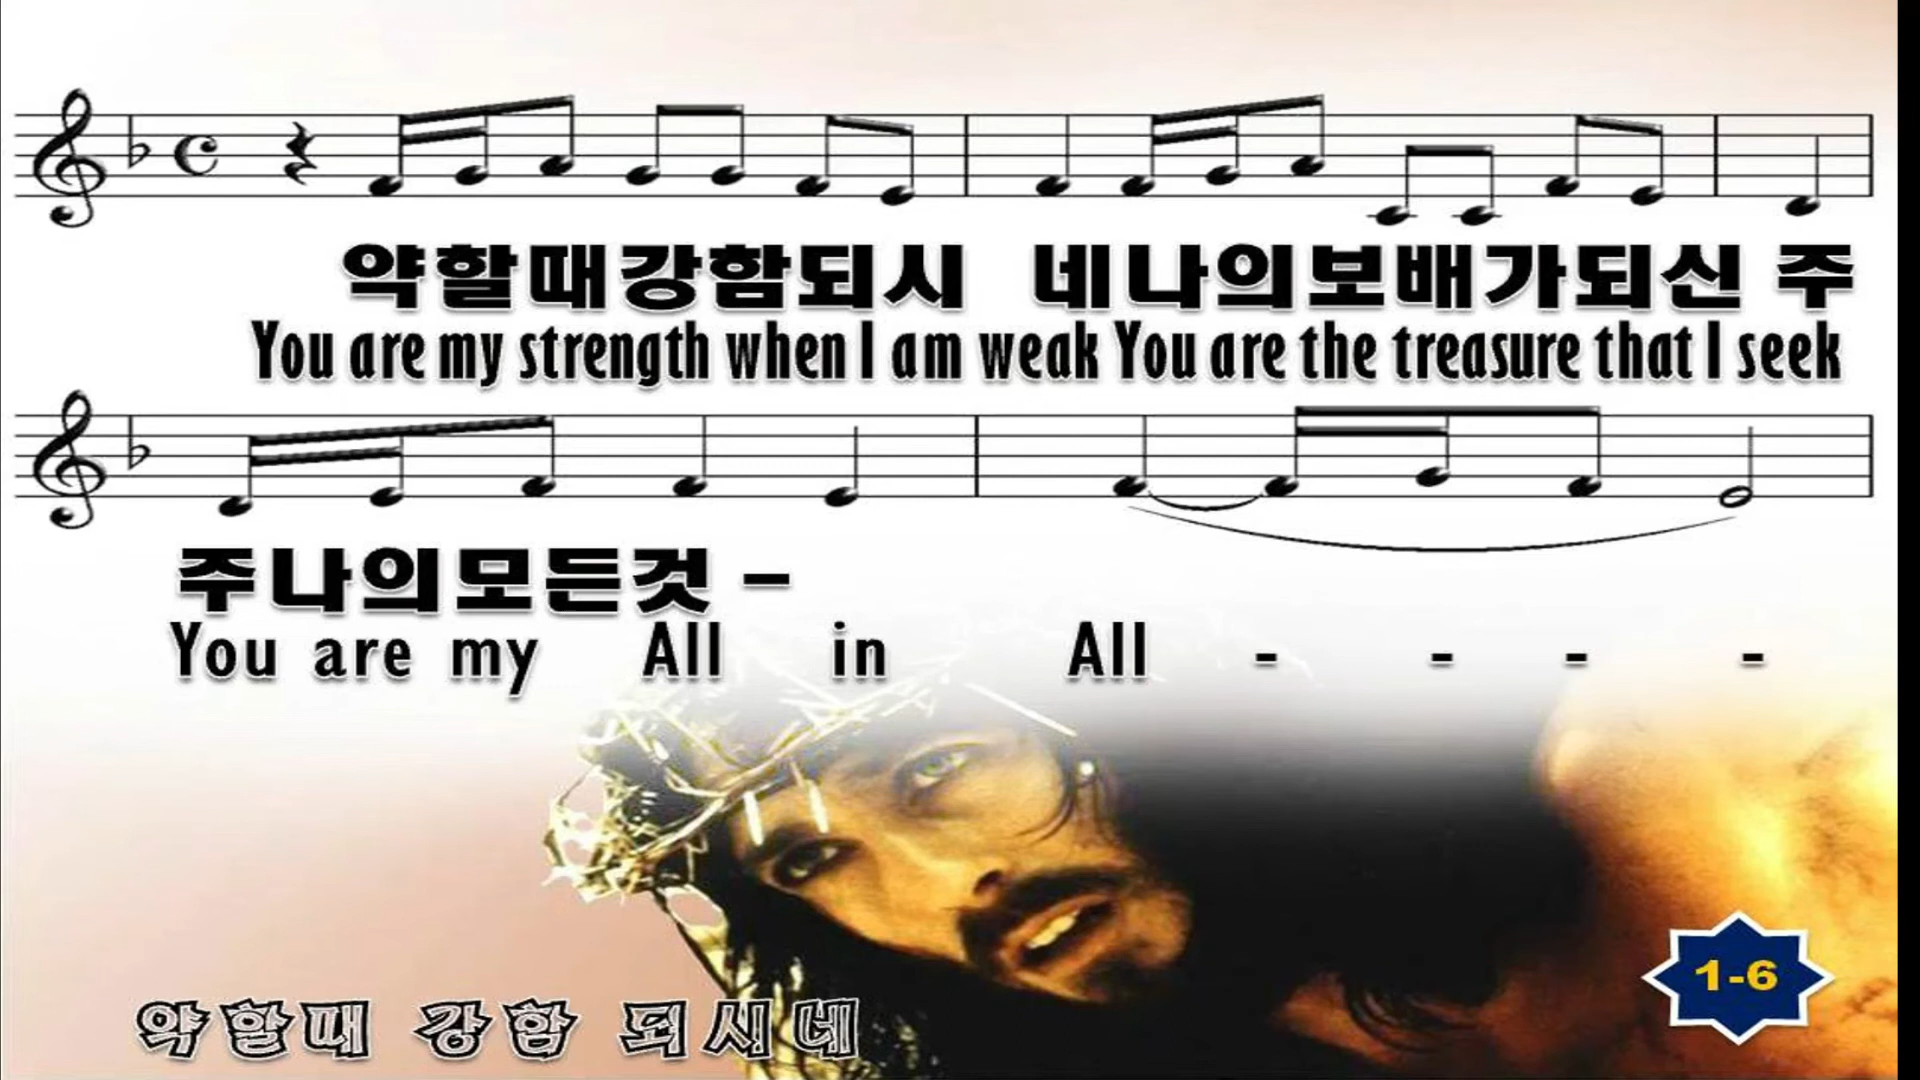 약할때강함되시 네나의보배가되신 주
You are my strength when I am weak You are the treasure that I seek
주나의모든것 –
You are my All in All - - - -
약할때 강함 되시네
1-6